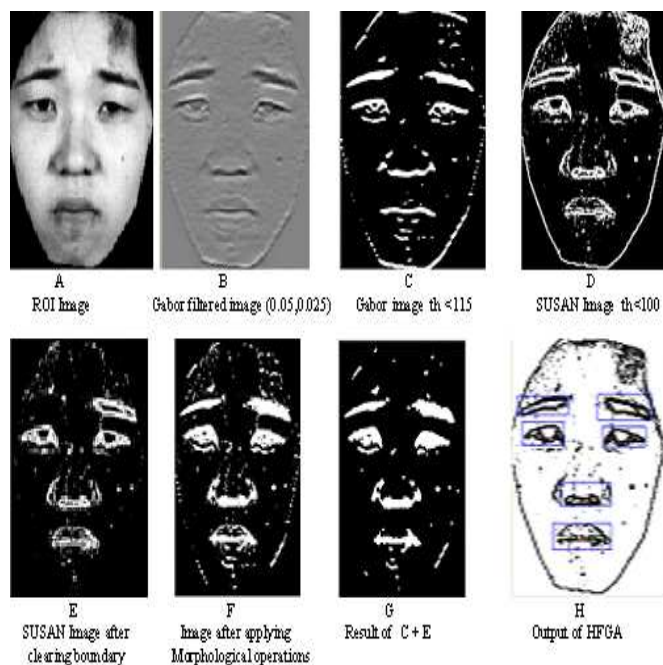 A B C D
ROI Image Gabor filtered image (0.05,0.025) Gabor image th <115 SUSAN Image th<100
E F G H
SUSAN Image after Image after applying Result of C + E Output of HFGA
clearing boundary Morphological operations